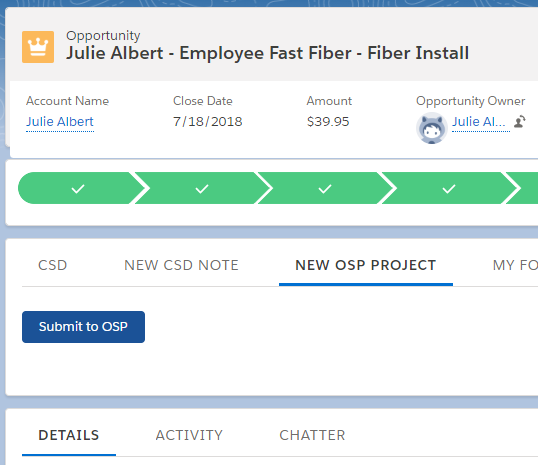 Opportunity
Julie Albert - Employee Fast Fiber - Fiber Install
Account Name Close Date Amount Opportunity Owner
Julie Albert 7/18/2018 $39.95 Julie Al...
CSD NEW CSD NOTE NEW OSP PROJECT MY FO
Submit to OSP
DETAILS ACTIVITY CHATTER